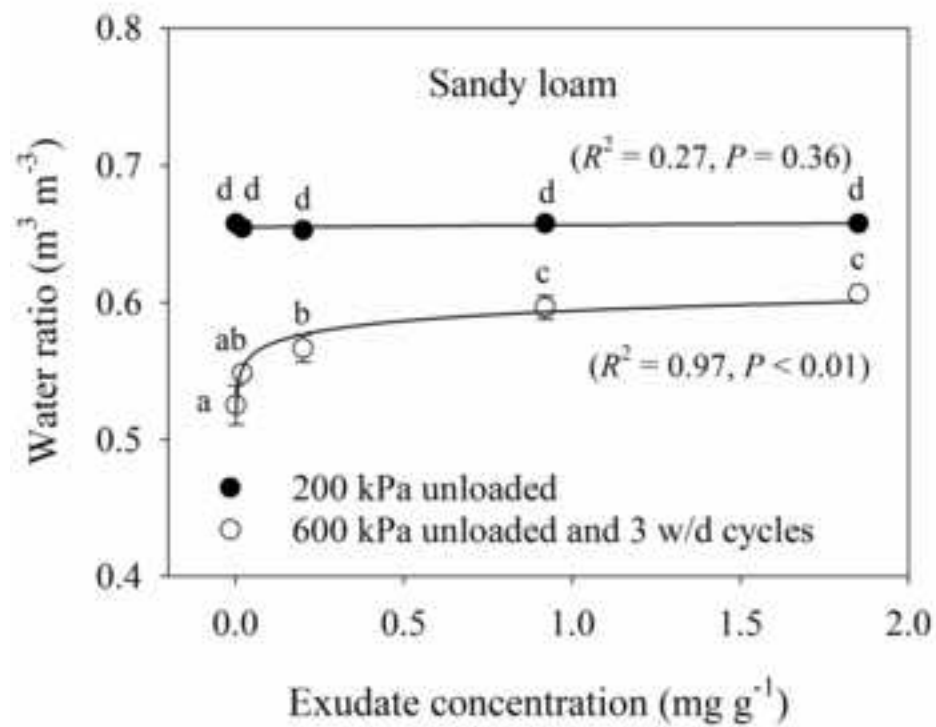 0.8
Sandy loam
0.7
(R² = 0.27, P = 0.36)
d d d d d
0.6
c c
b
ab
(R² = 0.97, P < 0.01)
a
0.5
200 kPa unloaded
600 kPa unloaded and 3 w/d cycles
0.4
0.0 0.5 1.0 1.5 2.0
Water ratio (m³ m⁻³)
Exudate concentration (mg g⁻¹)